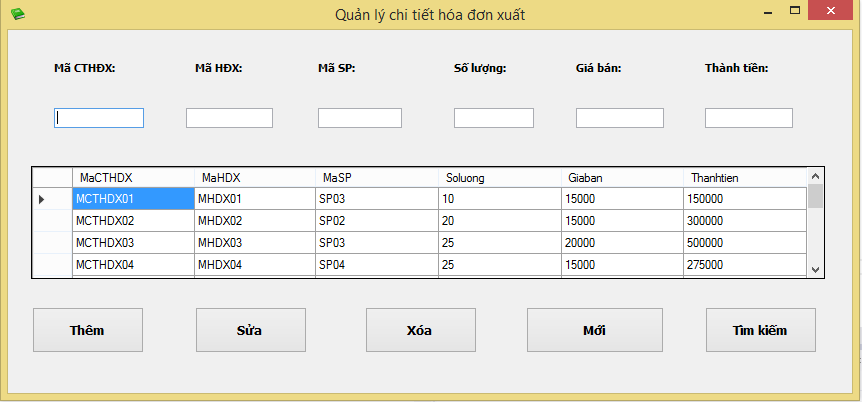 Quản lý chi tiết hóa đơn xuất
Mã CTHĐX: Mã HĐX: Mã SP: Số lượng: Giá bán: Thành tiền:
MaCTHDX MaHDX MaSP Soluong Giaban Thanhtien
MCTHDX01 MHDX01 SP03 10 15000 150000
MCTHDX02 MHDX02 SP02 20 15000 300000
MCTHDX03 MHDX03 SP03 25 20000 500000
MCTHDX04 MHDX04 SP04 25 15000 275000
Thêm Sửa Xóa Mới Tìm kiếm